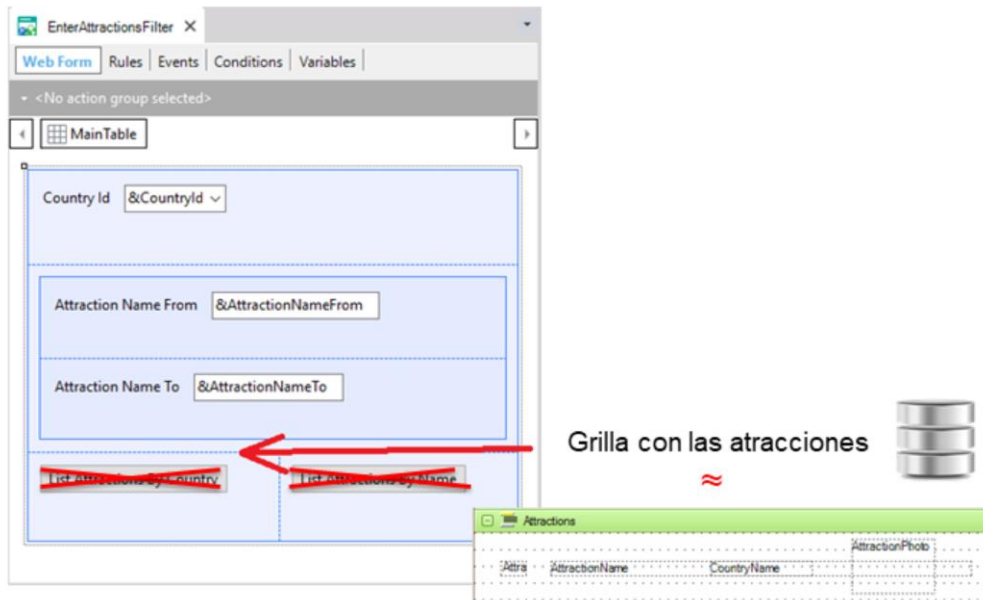 EnterAttractionsFilter
Web Form Rules Events Conditions Variables
<No action group selected>
MainTable
Country Id &CountryId
Attraction Name From &AttractionNameFrom
Attraction Name To &AttractionNameTo
Grilla con las atracciones
≈
List Attractions By Country List Attractions By Name
Attractions
AttractionPhoto
Attra AttractionName CountryName